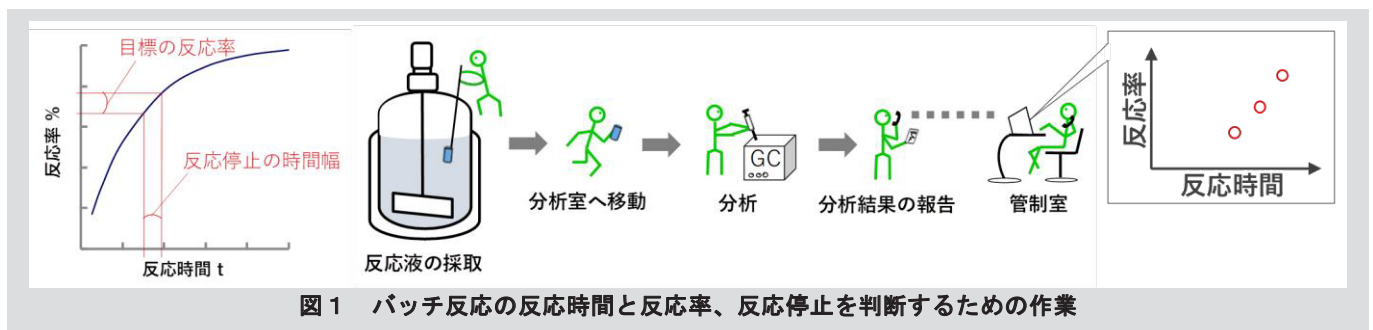 目標の反応率
反応率 %
反応停止の時間幅
反応時間 t
反応液の採取
分析室へ移動
GC
分析
分析結果の報告
管制室
反応率
反応時間
図1 バッチ反応の反応時間と反応率、反応停止を判断するための作業